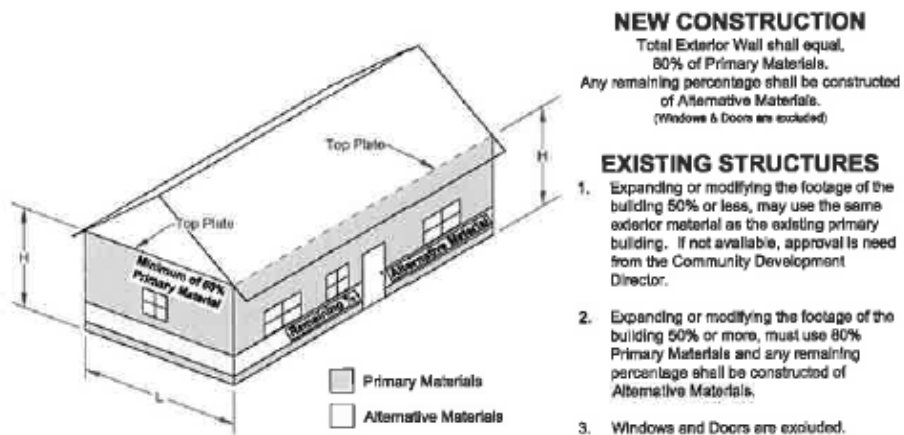 NEW CONSTRUCTION
Total Exterior Wall shall equal,
80% of Primary Materials.
Any remaining percentage shall be constructed
of Alternative Materials.
(Windows & Doors are excluded)
EXISTING STRUCTURES
1. Expanding or modifying the footage of the
building 50% or less, may use the same
exterior material as the existing primary
building. If not available, approval is need
from the Community Development
Director.
2. Expanding or modifying the footage of the
building 50% or more, must use 80%
Primary Materials and any remaining
percentage shall be constructed of
Alternative Materials.
3. Windows and Doors are excluded.
Top Plate
H
Top Plate
H
Minimum of 80%
Primary Material
Remaining %
Alternative Material
L
Primary Materials
Alternative Materials